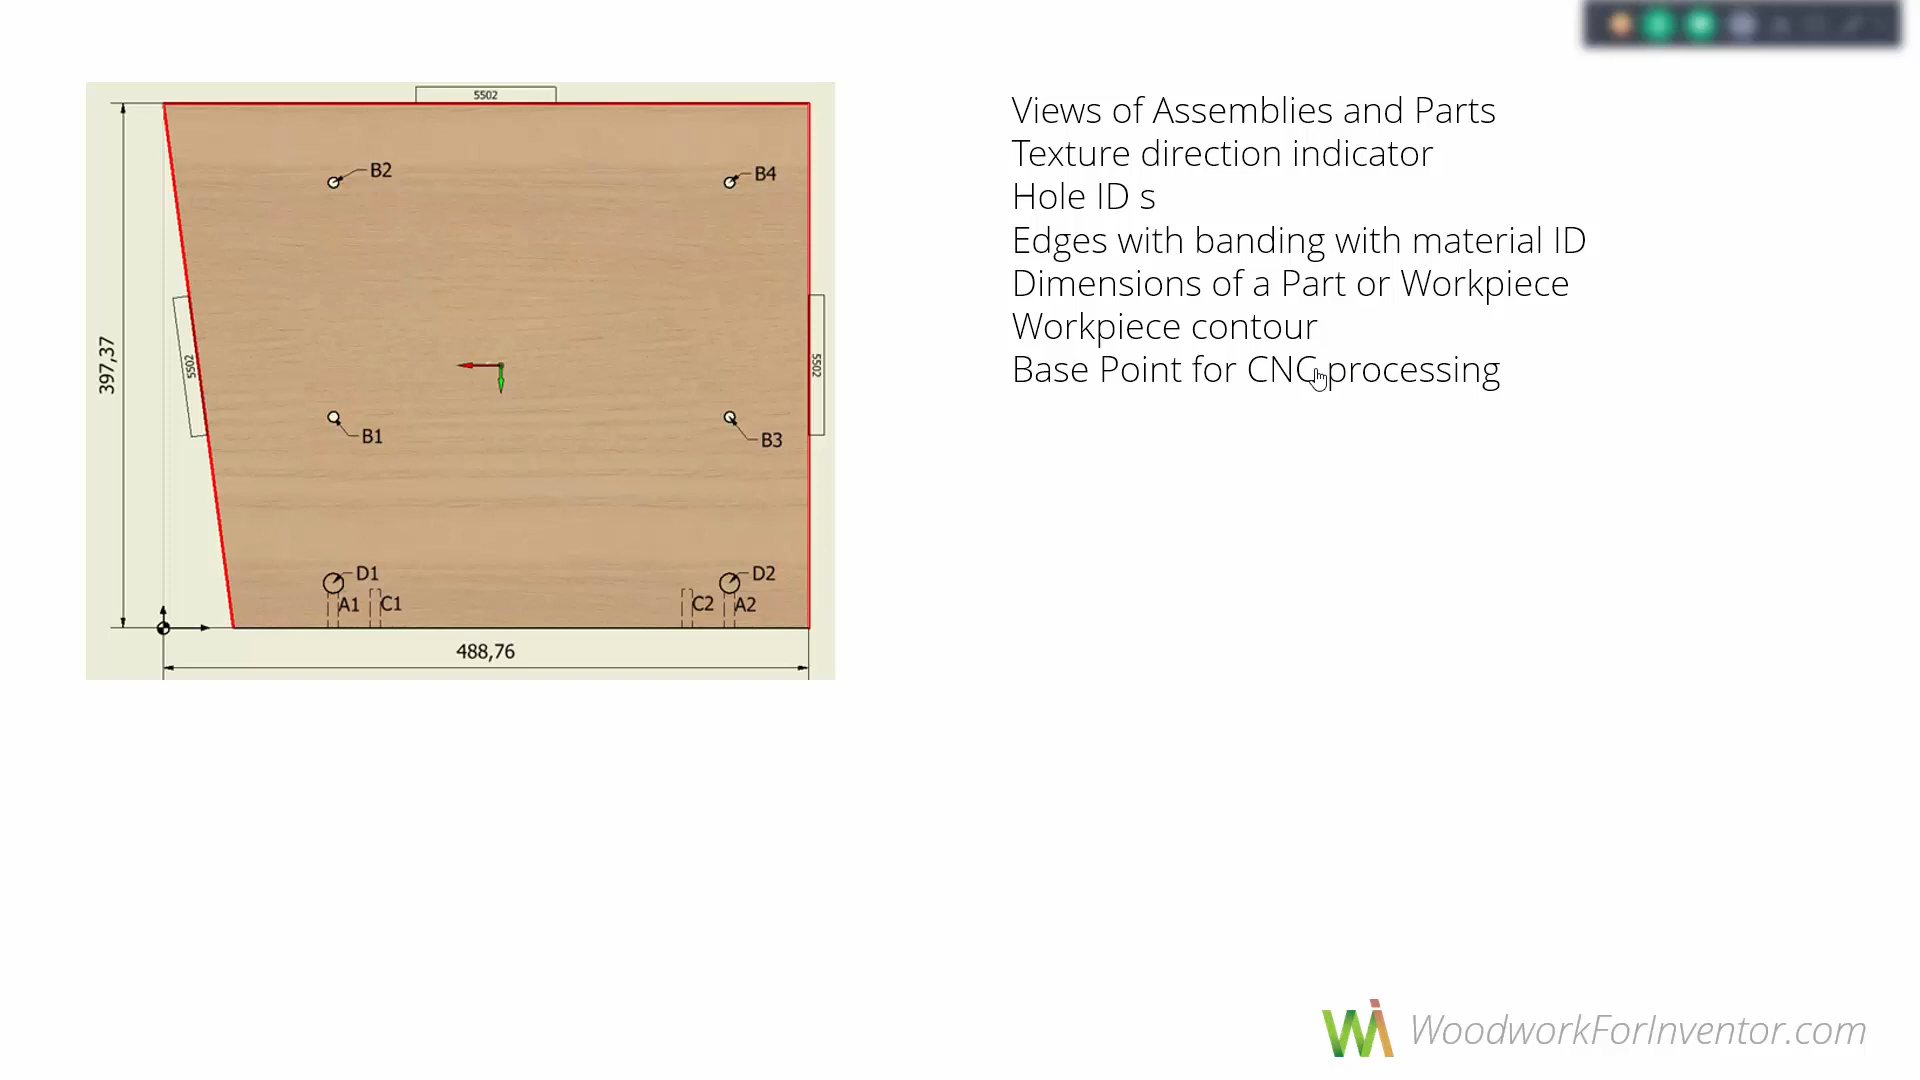 5502
B2
B4
397,37
5502
5502
B1
B3
D1
D2
A1
C1
C2
A2
488,76
Views of Assemblies and Parts
Texture direction indicator
Hole ID s
Edges with banding with material ID
Dimensions of a Part or Workpiece
Workpiece contour
Base Point for CNC processing
WoodworkForInventor.com